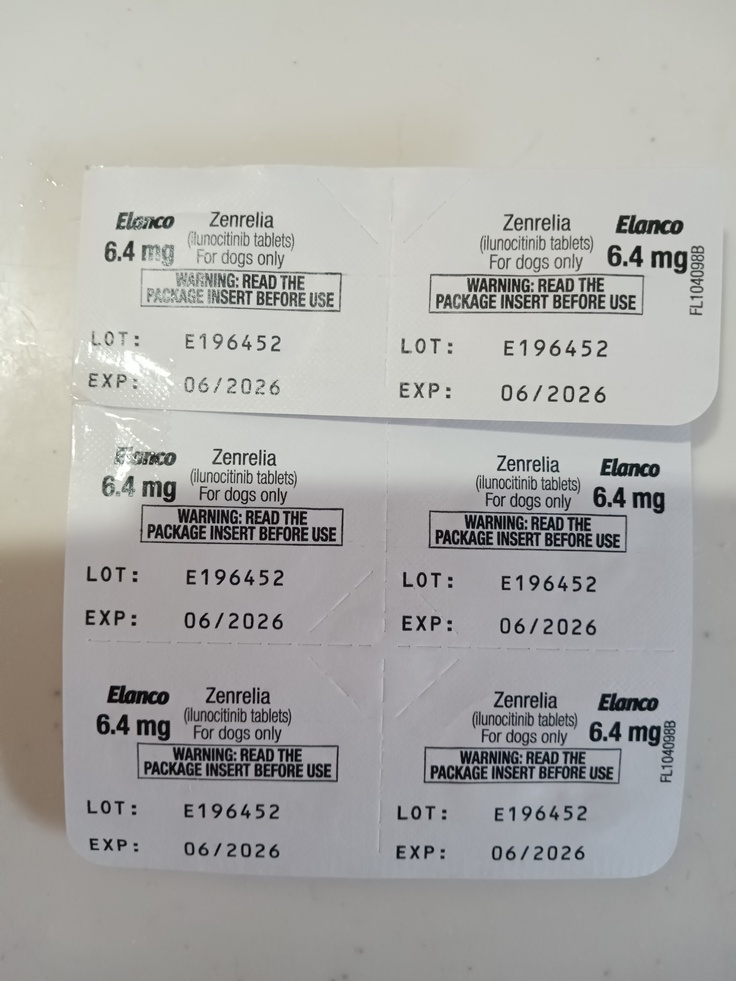 Elanco Zenrelia
(ilunocitinib tablets)
6.4 mg For dogs only
WARNING: READ THE
PACKAGE INSERT BEFORE USE
LOT: E196452
EXP: 06/2026
Zenrelia Elanco
(ilunocitinib tablets)
For dogs only 6.4 mg
WARNING: READ THE
PACKAGE INSERT BEFORE USE
LOT: E196452
EXP: 06/2026
FL104098B
Elanco Zenrelia
(ilunocitinib tablets)
6.4 mg For dogs only
WARNING: READ THE
PACKAGE INSERT BEFORE USE
LOT: E196452
EXP: 06/2026
Zenrelia Elanco
(ilunocitinib tablets)
For dogs only 6.4 mg
WARNING: READ THE
PACKAGE INSERT BEFORE USE
LOT: E196452
EXP: 06/2026
Elanco Zenrelia
(ilunocitinib tablets)
6.4 mg For dogs only
WARNING: READ THE
PACKAGE INSERT BEFORE USE
LOT: E196452
EXP: 06/2026
Zenrelia Elanco
(ilunocitinib tablets)
For dogs only 6.4 mg
WARNING: READ THE
PACKAGE INSERT BEFORE USE
LOT: E196452
EXP: 06/2026
FL104098B